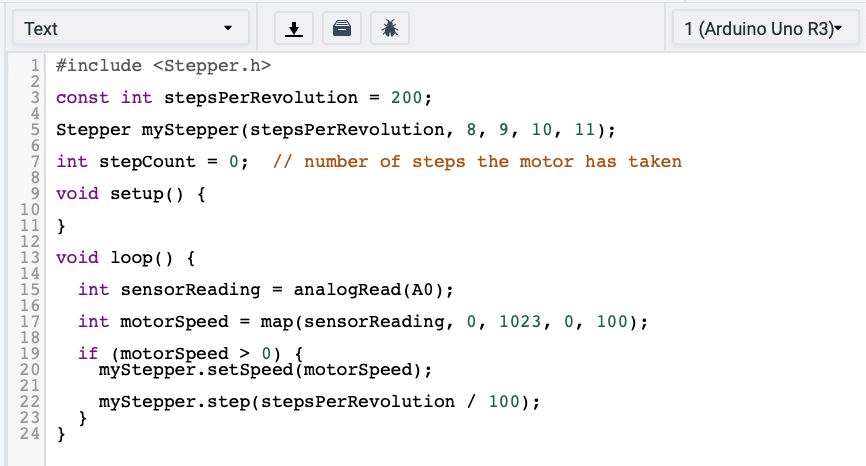 Text
1 (Arduino Uno R3)
1 #include <Stepper.h>
2
3 const int stepsPerRevolution = 200;
4
5 Stepper myStepper(stepsPerRevolution, 8, 9, 10, 11);
6
7 int stepCount = 0;  // number of steps the motor has taken
8
9 void setup() {
10
11 }
12
13 void loop() {
14
15   int sensorReading = analogRead(A0);
16
17   int motorSpeed = map(sensorReading, 0, 1023, 0, 100);
18
19   if (motorSpeed > 0) {
20     myStepper.setSpeed(motorSpeed);
21
22     myStepper.step(stepsPerRevolution / 100);
23   }
24 }